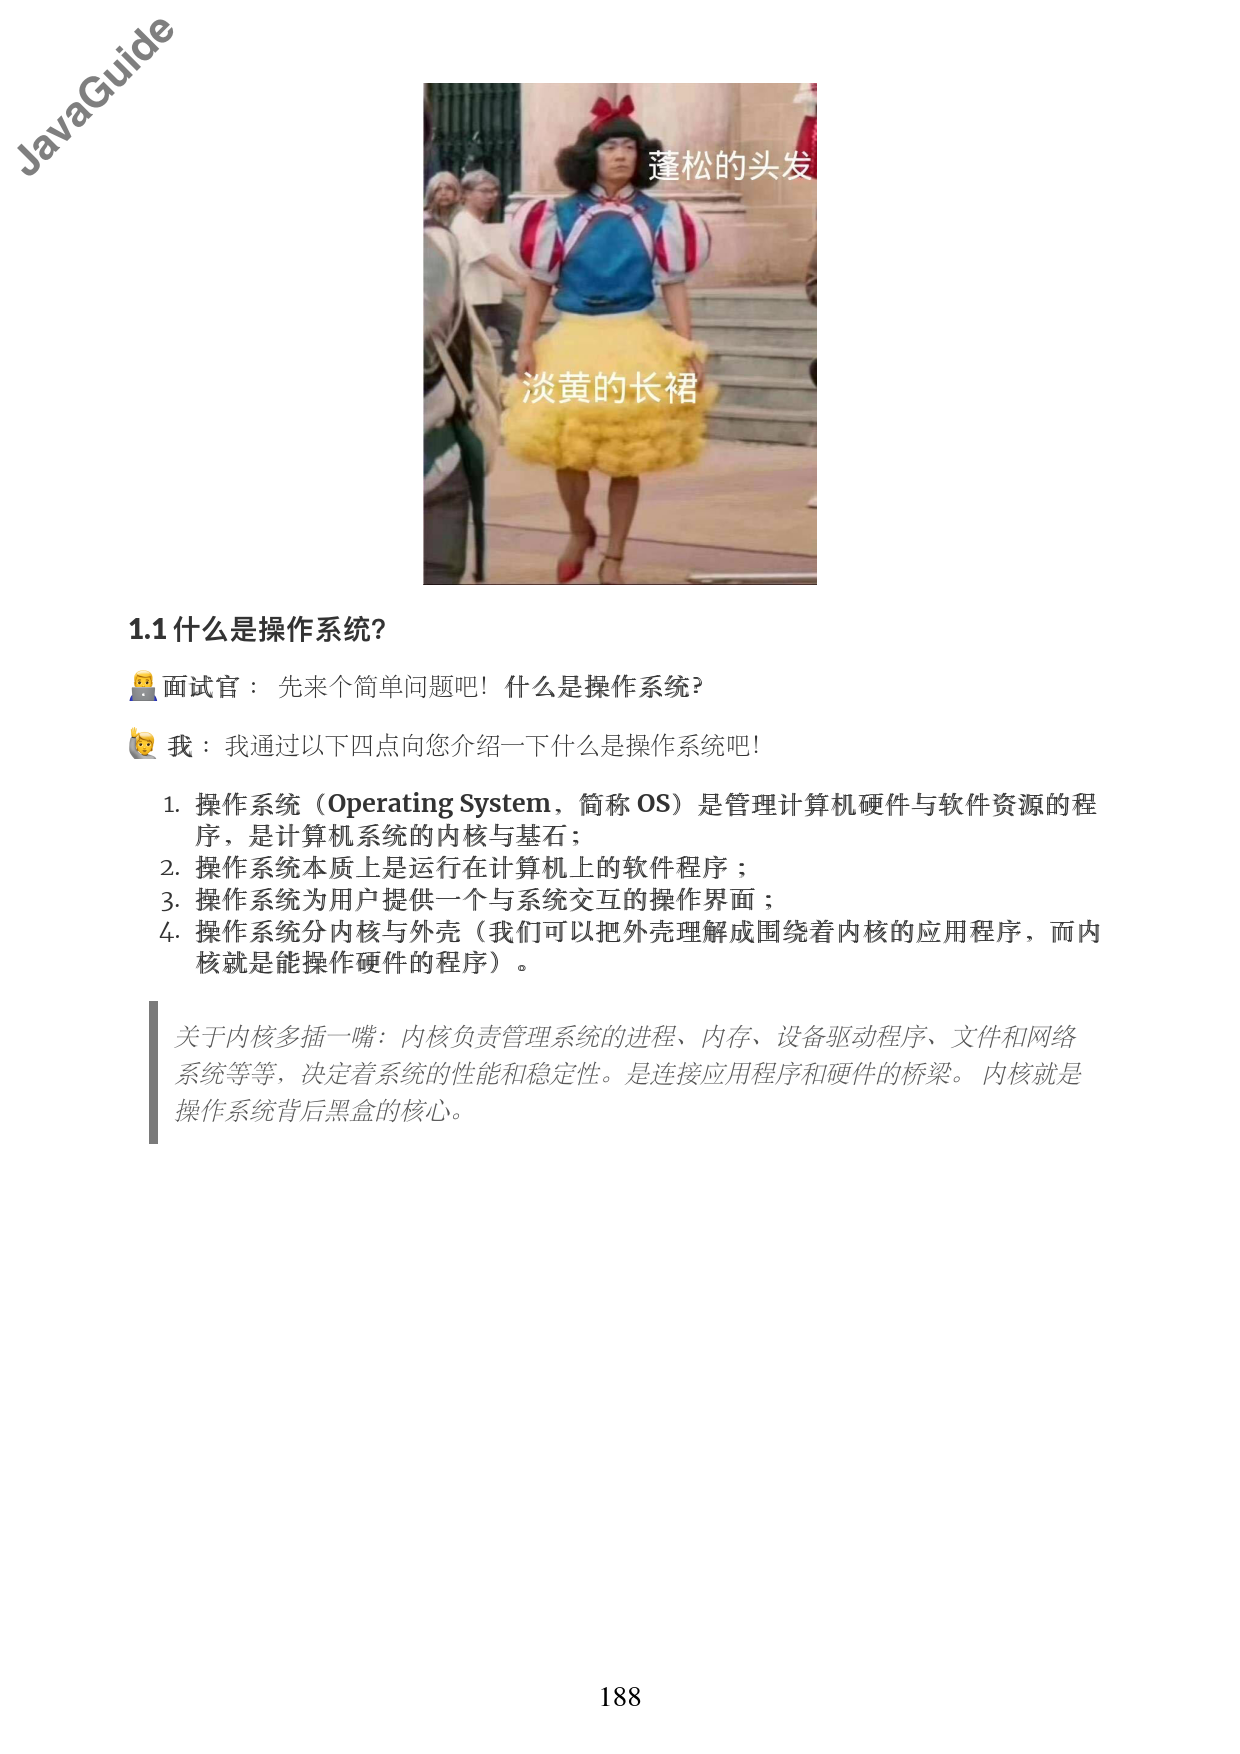 JavaGuide
蓬松的头发
淡黄的长裙
1.1 什么是操作系统？
面试官 ： 先来个简单问题吧！什么是操作系统？
我 ：我通过以下四点向您介绍一下什么是操作系统吧！
1. 操作系统（Operating System，简称 OS）是管理计算机硬件与软件资源的程
序，是计算机系统的内核与基石；
2. 操作系统本质上是运行在计算机上的软件程序 ；
3. 操作系统为用户提供一个与系统交互的操作界面 ；
4. 操作系统分内核与外壳（我们可以把外壳理解成围绕着内核的应用程序，而内
核就是能操作硬件的程序）。
关于内核多插一嘴：内核负责管理系统的进程、内存、设备驱动程序、文件和网络
系统等等，决定着系统的性能和稳定性。是连接应用程序和硬件的桥梁。 内核就是
操作系统背后黑盒的核心。
188